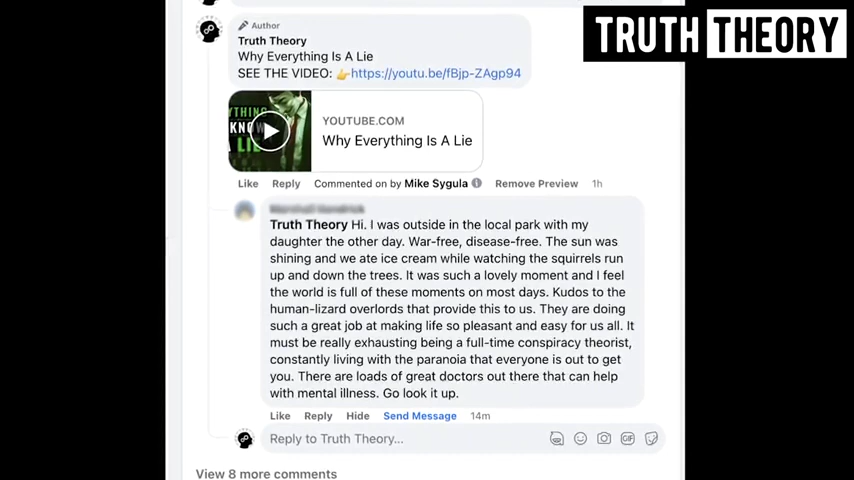 TRUTH THEORY
Author
Truth Theory
Why Everything Is A Lie
SEE THE VIDEO: 👉https://youtu.be/fBjp-ZAgp94
YTHING
KNOW
LIE
YOUTUBE.COM
Why Everything Is A Lie
Like Reply Commented on by Mike Sygula Remove Preview 1h
Truth Theory Hi. I was outside in the local park with my
daughter the other day. War-free, disease-free. The sun was
shining and we ate ice cream while watching the squirrels run
up and down the trees. It was such a lovely moment and I feel
the world is full of these moments on most days. Kudos to the
human-lizard overlords that provide this to us. They are doing
such a great job at making life so pleasant and easy for us all. It
must be really exhausting being a full-time conspiracy theorist,
constantly living with the paranoia that everyone is out to get
you. There are loads of great doctors out there that can help
with mental illness. Go look it up.
Like Reply Hide Send Message 14m
Reply to Truth Theory...
GIF
View 8 more comments